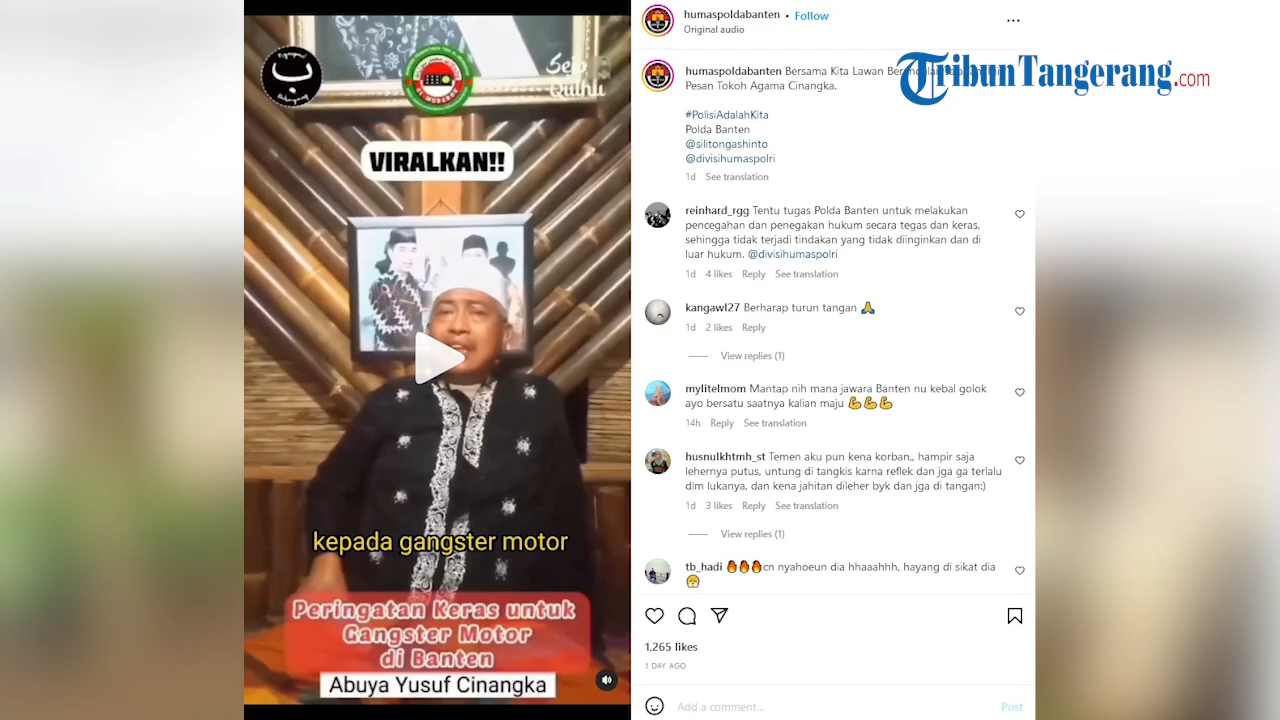 ب
Serp
Quthu
VIRALKAN!!
kepada gangster motor
Peringatan Keras untuk
Gangster Motor
di Banten
Abuya Yusuf Cinangka
humaspoldabanten • Follow
Original audio
TribunTangerang.com
humaspoldabanten Bersama Kita Lawan
Pesan Tokoh Agama Cinangka.
#PolisiAdalahKita
Polda Banten
@silitongashinto
@divisihumaspolri
1d See translation
reinhard_rgg Tentu tugas Polda Banten untuk melakukan
pencegahan dan penegakan hukum secara tegas dan keras,
sehingga tidak terjadi tindakan yang tidak diinginkan dan di
luar hukum. @divisihumaspolri
1d 4 likes Reply See translation
kangawl27 Berharap turun tangan 🙏
1d 2 likes Reply
View replies (1)
mylitelmom Mantap nih mana jawara Banten nu kebal golok
ayo bersatu saatnya kalian maju 💪💪💪
14h Reply See translation
husnulkhtmh_st Temen aku pun kena korban,, hampir saja
lehernya putus, untung di tangkis karna reflek dan jga ga terlalu
dlm lukanya, dan kena jahitan dileher byk dan jga di tangan:)
1d 3 likes Reply See translation
View replies (1)
tb_hadi 🔥🔥🔥cn nyahoeun dia hhaaahhh, hayang di sikat dia
😤
1,265 likes
1 DAY AGO
Add a comment... Post